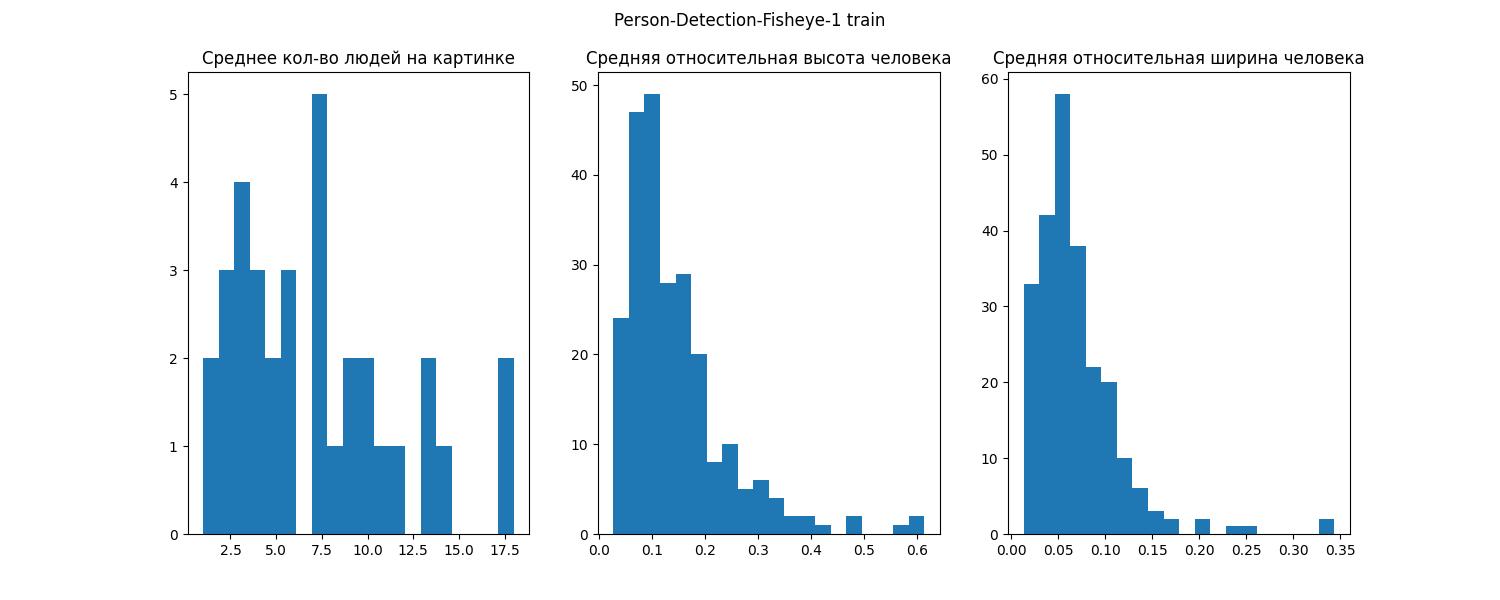 Person-Detection-Fisheye-1 train
Среднее кол-во людей на картинке
5
4
3
2
1
0
2.5 5.0 7.5 10.0 12.5 15.0 17.5
Средняя относительная высота человека
50
40
30
20
10
0
0.0 0.1 0.2 0.3 0.4 0.5 0.6
Средняя относительная ширина человека
60
50
40
30
20
10
0
0.00 0.05 0.10 0.15 0.20 0.25 0.30 0.35